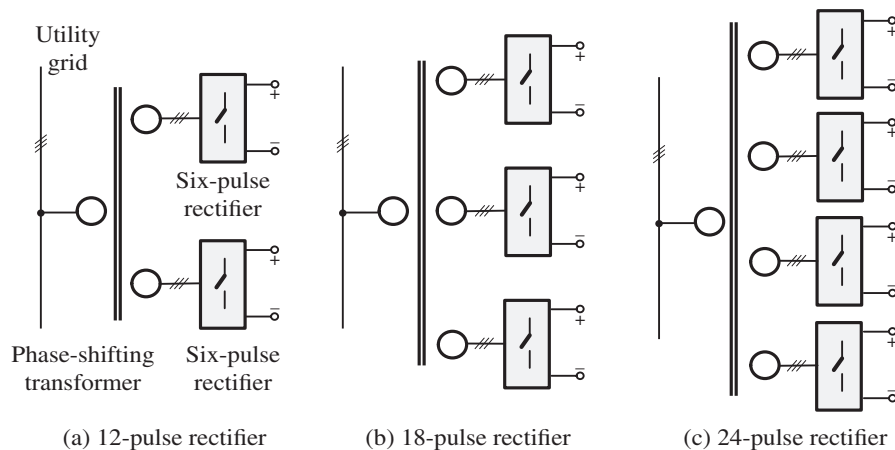 Utility
grid
+
−
Six-pulse
rectifier
+
−
Phase-shifting
transformer
Six-pulse
rectifier
(a) 12-pulse rectifier
+
−
+
−
+
−
(b) 18-pulse rectifier
+
−
+
−
+
−
+
−
(c) 24-pulse rectifier